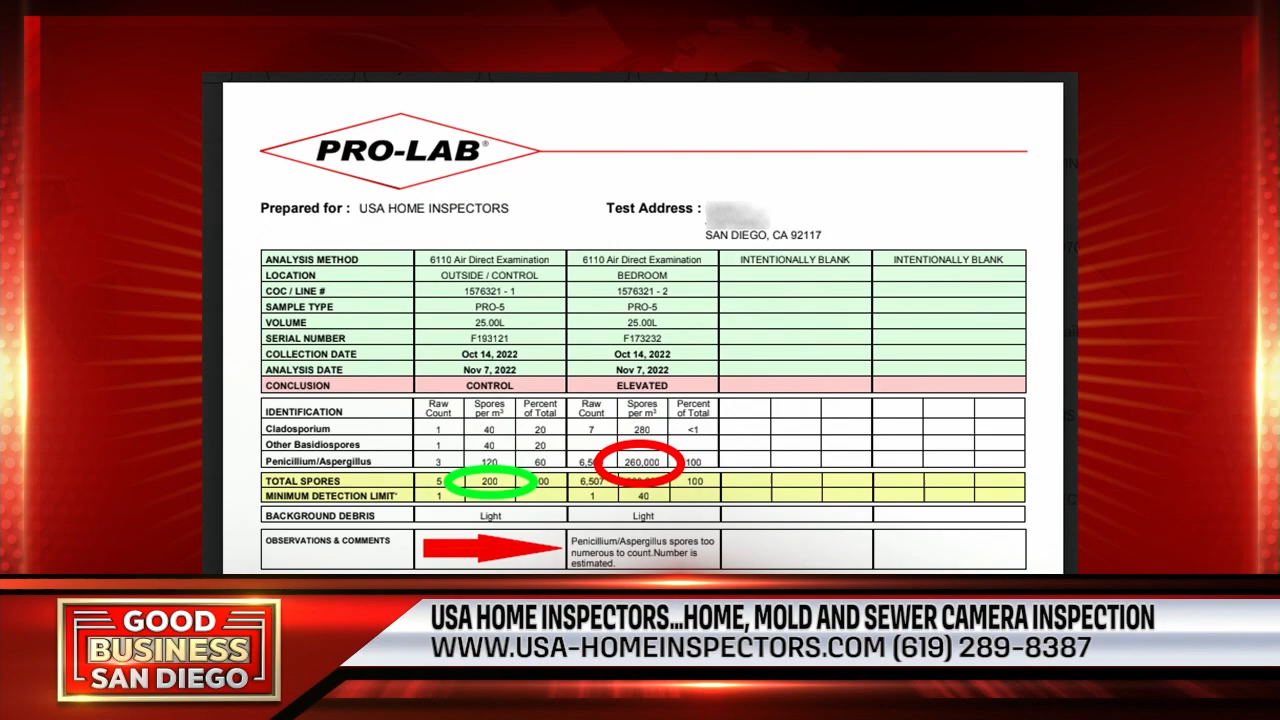 PRO-LAB®
Prepared for : USA HOME INSPECTORS Test Address :
SAN DIEGO, CA 92117
ANALYSIS METHOD 6110 Air Direct Examination 6110 Air Direct Examination INTENTIONALLY BLANK INTENTIONALLY BLANK
LOCATION OUTSIDE / CONTROL BEDROOM
COC / LINE # 1576321 - 1 1576321 - 2
SAMPLE TYPE PRO-5 PRO-5
VOLUME 25.00L 25.00L
SERIAL NUMBER F193121 F173232
COLLECTION DATE Oct 14, 2022 Oct 14, 2022
ANALYSIS DATE Nov 7, 2022 Nov 7, 2022
CONCLUSION CONTROL ELEVATED
IDENTIFICATION Raw Count Spores per m³ Percent of Total Raw Count Spores per m³ Percent of Total
Cladosporium 1 40 20 7 280 <1
Other Basidiospores 1 40 20
Penicillium/Aspergillus 3 120 60 260,000 100
TOTAL SPORES 5 200 6,507 100
MINIMUM DETECTION LIMIT* 1 1 40
BACKGROUND DEBRIS Light Light
OBSERVATIONS & COMMENTS Penicillium/Aspergillus spores too
numerous to count.Number is
estimated.
GOOD
BUSINESS
SAN DIEGO
USA HOME INSPECTORS...HOME, MOLD AND SEWER CAMERA INSPECTION
WWW.USA-HOMEINSPECTORS.COM (619) 289-8387